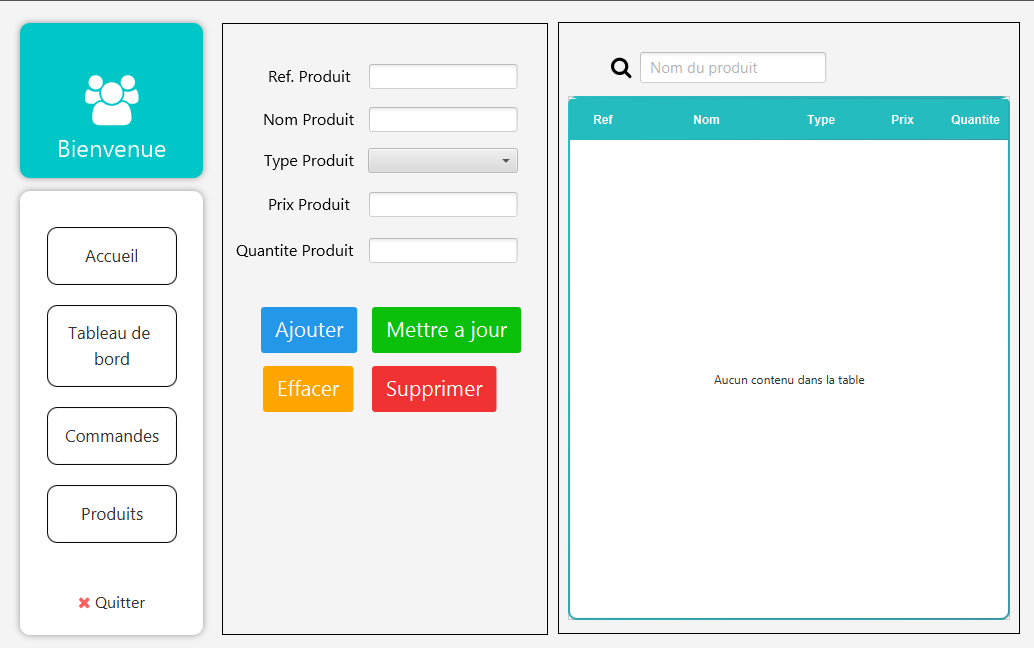 Bienvenue
Accueil
Tableau de
bord
Commandes
Produits
Quitter
Ref. Produit
Nom Produit
Type Produit
Prix Produit
Quantite Produit
Ajouter
Mettre a jour
Effacer
Supprimer
Nom du produit
Ref Nom Type Prix Quantite
Aucun contenu dans la table